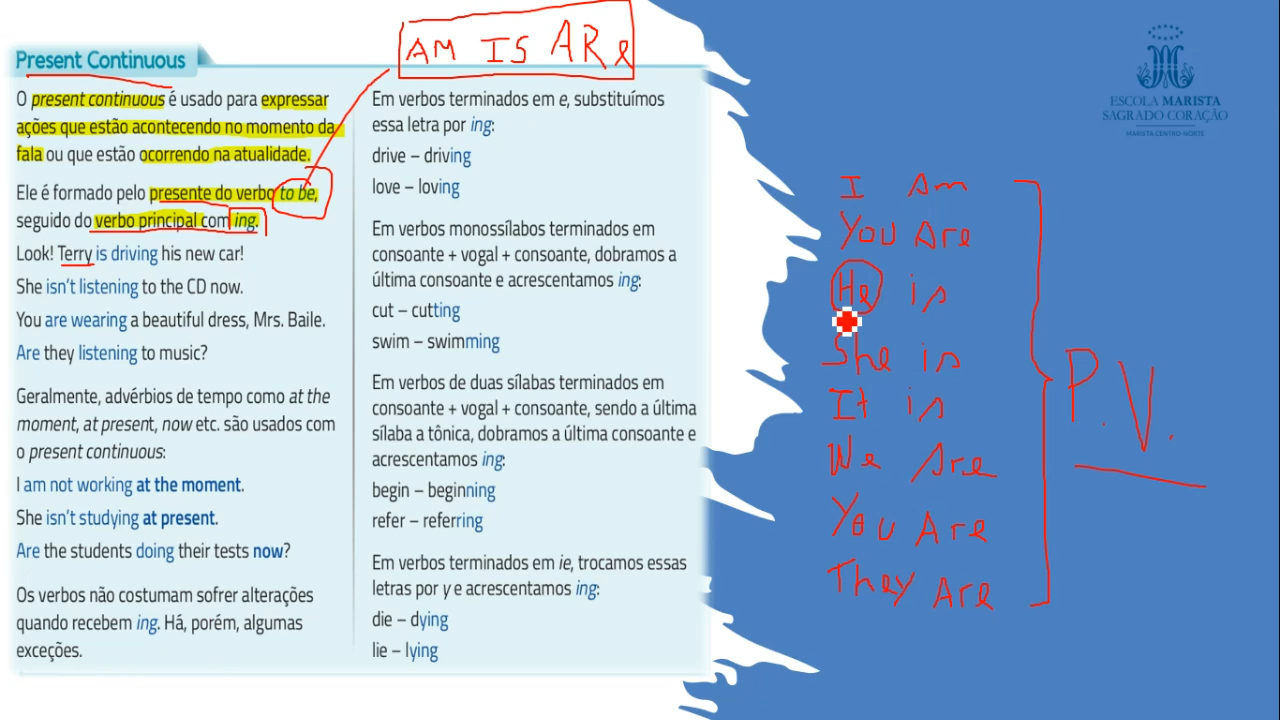 AM IS ARe
Present Continuous
O present continuous é usado para expressar
ações que estão acontecendo no momento da
fala ou que estão ocorrendo na atualidade.
Ele é formado pelo presente do verbo to be,
seguido do verbo principal com ing.
Look! Terry is driving his new car!
She isn't listening to the CD now.
You are wearing a beautiful dress, Mrs. Baile.
Are they listening to music?
Geralmente, advérbios de tempo como at the
moment, at present, now etc. são usados com
o present continuous:
I am not working at the moment.
She isn't studying at present.
Are the students doing their tests now?
Os verbos não costumam sofrer alterações
quando recebem ing. Há, porém, algumas
exceções.
Em verbos terminados em e, substituímos
essa letra por ing:
drive – driving
love – loving
Em verbos monossílabos terminados em
consoante + vogal + consoante, dobramos a
última consoante e acrescentamos ing:
cut – cutting
swim – swimming
Em verbos de duas sílabas terminados em
consoante + vogal + consoante, sendo a última
sílaba a tônica, dobramos a última consoante e
acrescentamos ing:
begin – beginning
refer – referring
Em verbos terminados em ie, trocamos essas
letras por y e acrescentamos ing:
die – dying
lie – lying
ESCOLA MARISTA
SAGRADO CORAÇÃO
MARISTA CENTRO-NORTE
I Am
You Are
He is
She is
It is
We Are
You Are
They Are
P.V.